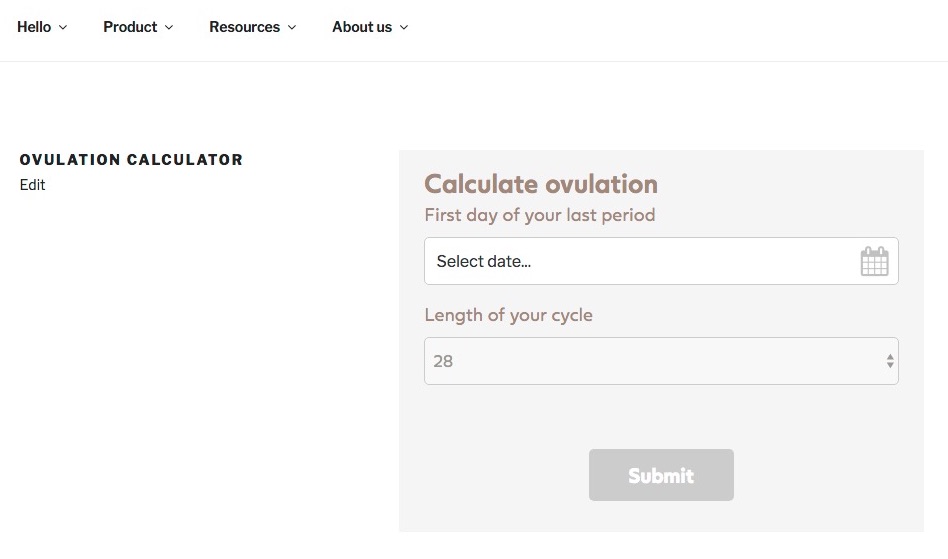 Hello Product Resources About us
OVULATION CALCULATOR
Edit
Calculate ovulation
First day of your last period
Select date...
Length of your cycle
28
Submit